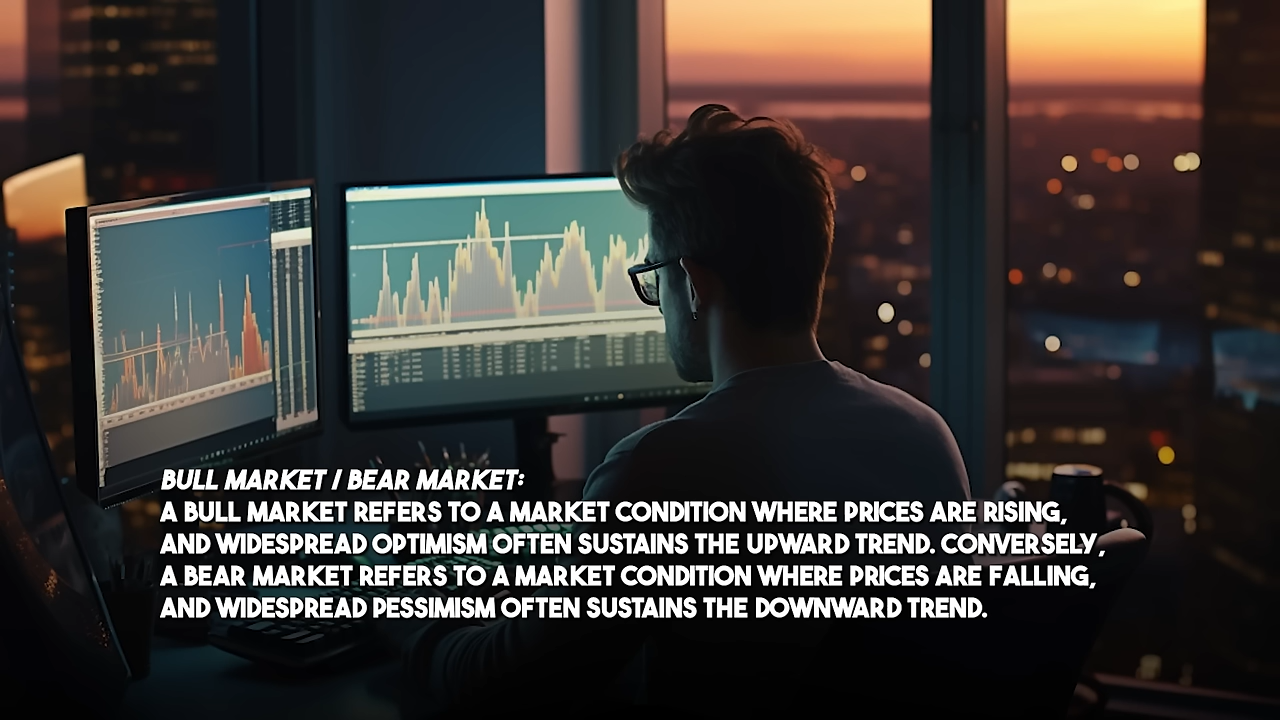 BULL MARKET / BEAR MARKET:
A BULL MARKET REFERS TO A MARKET CONDITION WHERE PRICES ARE RISING,
AND WIDESPREAD OPTIMISM OFTEN SUSTAINS THE UPWARD TREND. CONVERSELY,
A BEAR MARKET REFERS TO A MARKET CONDITION WHERE PRICES ARE FALLING,
AND WIDESPREAD PESSIMISM OFTEN SUSTAINS THE DOWNWARD TREND.